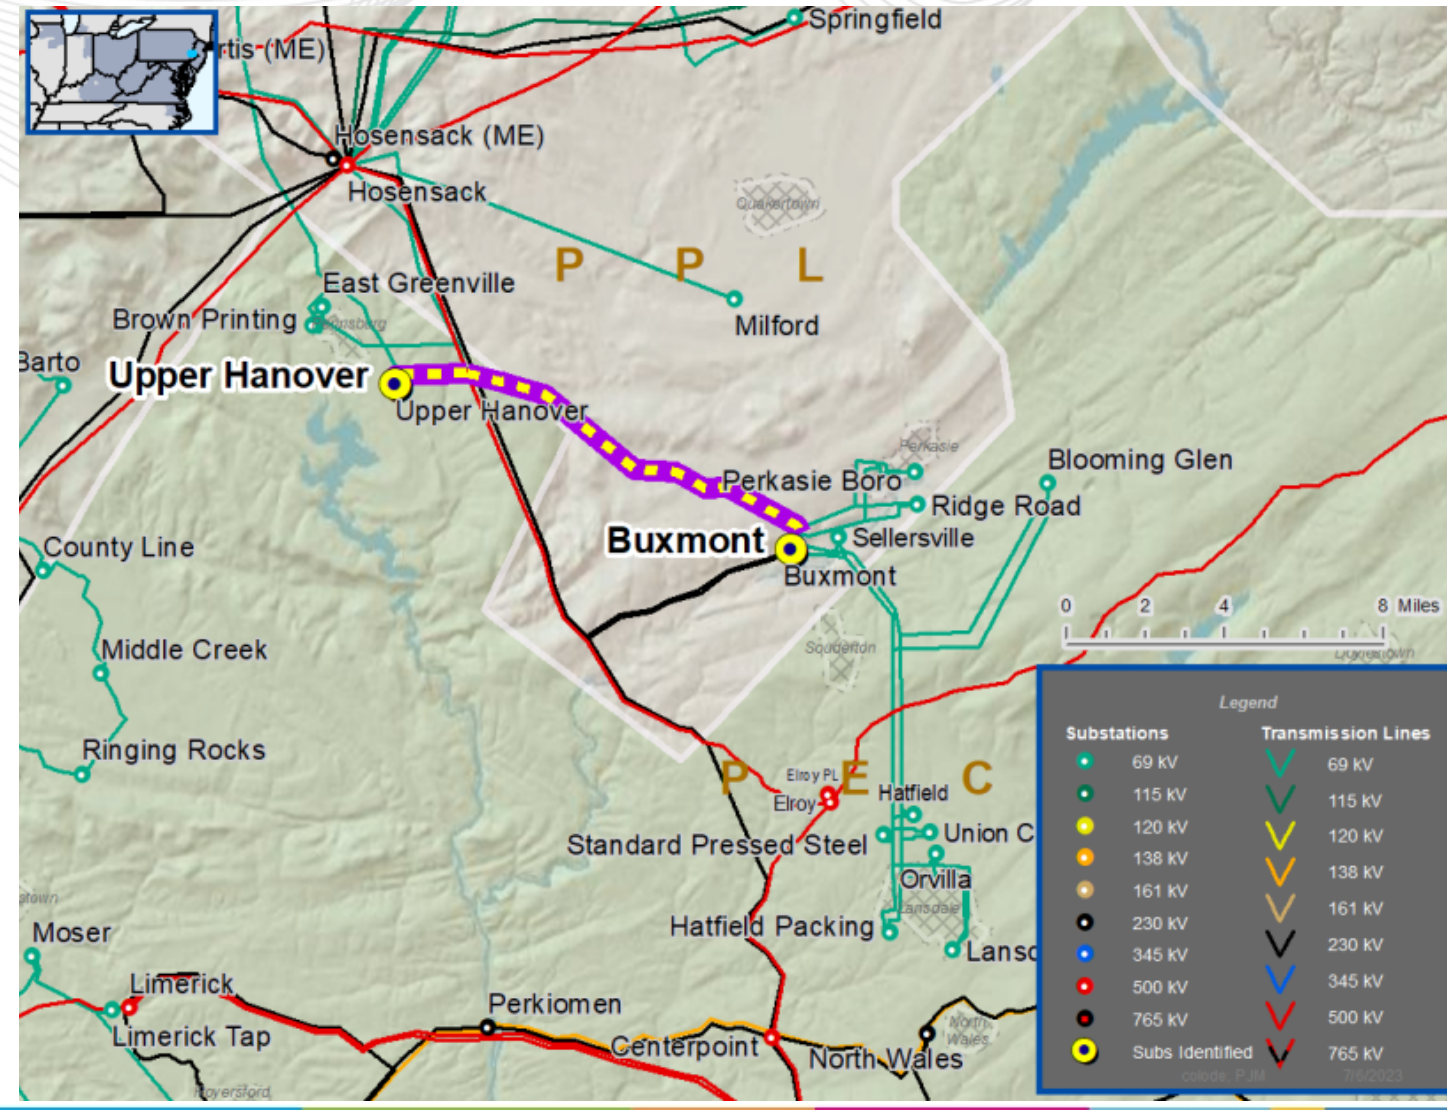 Springfield
rtis (ME)
Hosensack (ME)
Hosensack
Quakertown
P P L
East Greenville
Brown Printing
Milford
Barto
Upper Hanover
Upper Hanover
Perkasie
Perkasie Boro
Blooming Glen
Ridge Road
Buxmont
Sellersville
Buxmont
County Line
0 2 4 8 Miles
Middle Creek
Souderton
Ringing Rocks
P E C
Elroy PL
Elroy
Hatfield
Standard Pressed Steel
Union C
Orvilla
Lansdale
Hatfield Packing
Lansd
Moser
Limerick
Limerick Tap
Perkiomen
Centerpoint
North Wales
North
Wales
Legend
Substations Transmission Lines
69 kV 69 kV
115 kV 115 kV
120 kV 120 kV
138 kV 138 kV
161 kV 161 kV
230 kV 230 kV
345 kV 345 kV
500 kV 500 kV
765 kV 765 kV
Subs Identified
colode, PJM 7/6/2023